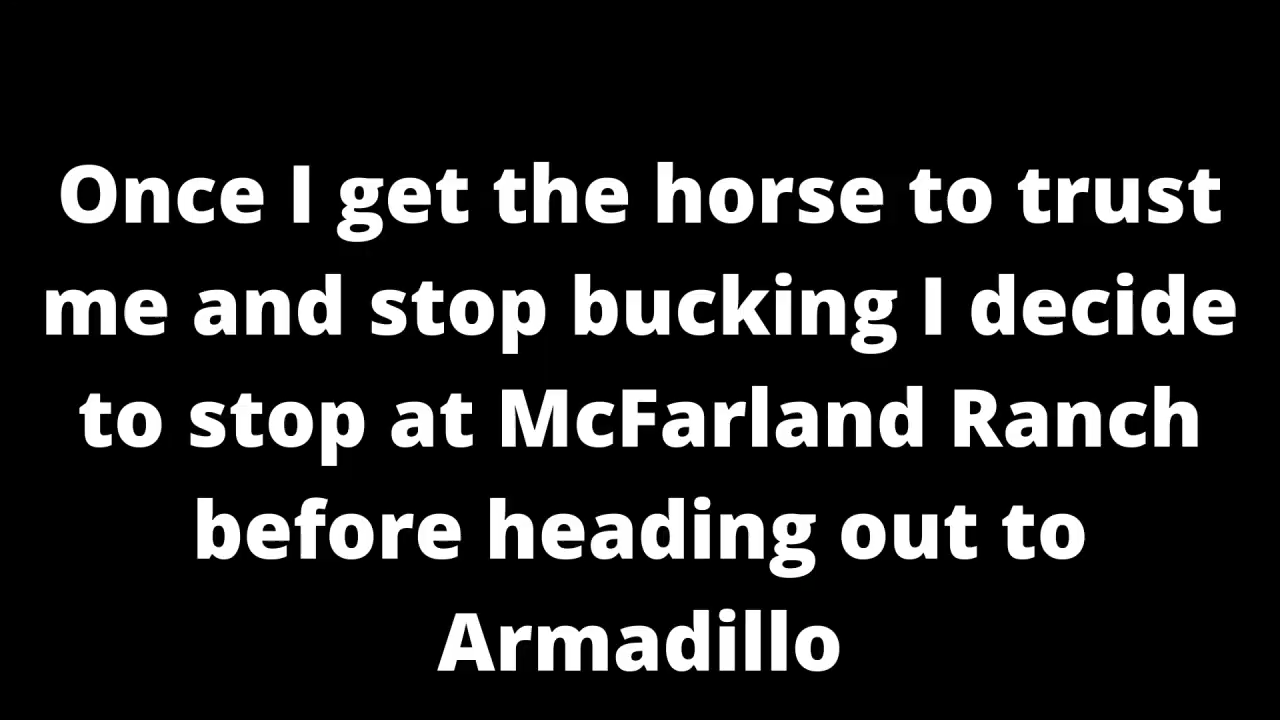 Once I get the horse to trust
me and stop bucking I decide
to stop at McFarland Ranch
before heading out to
Armadillo